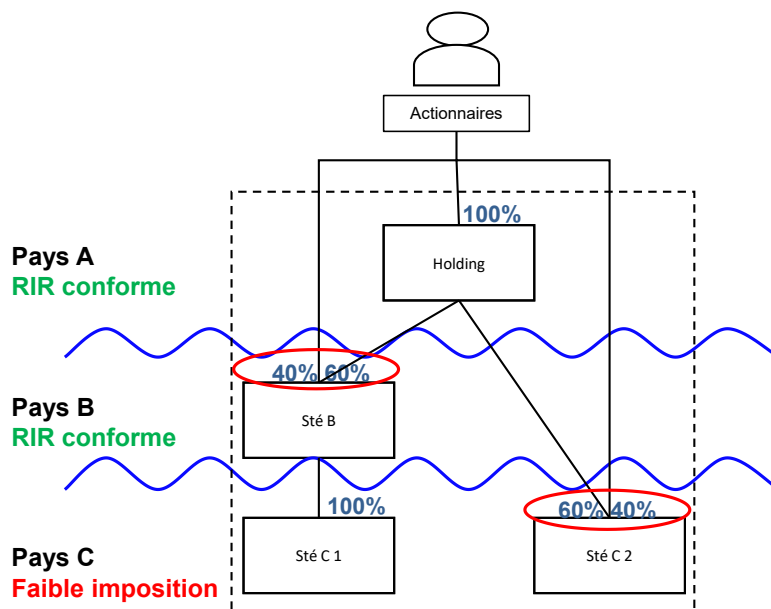 Actionnaires
100%
Pays A
RIR conforme
Holding
40% 60%
Pays B
RIR conforme
Sté B
100%
60% 40%
Pays C
Faible imposition
Sté C 1
Sté C 2